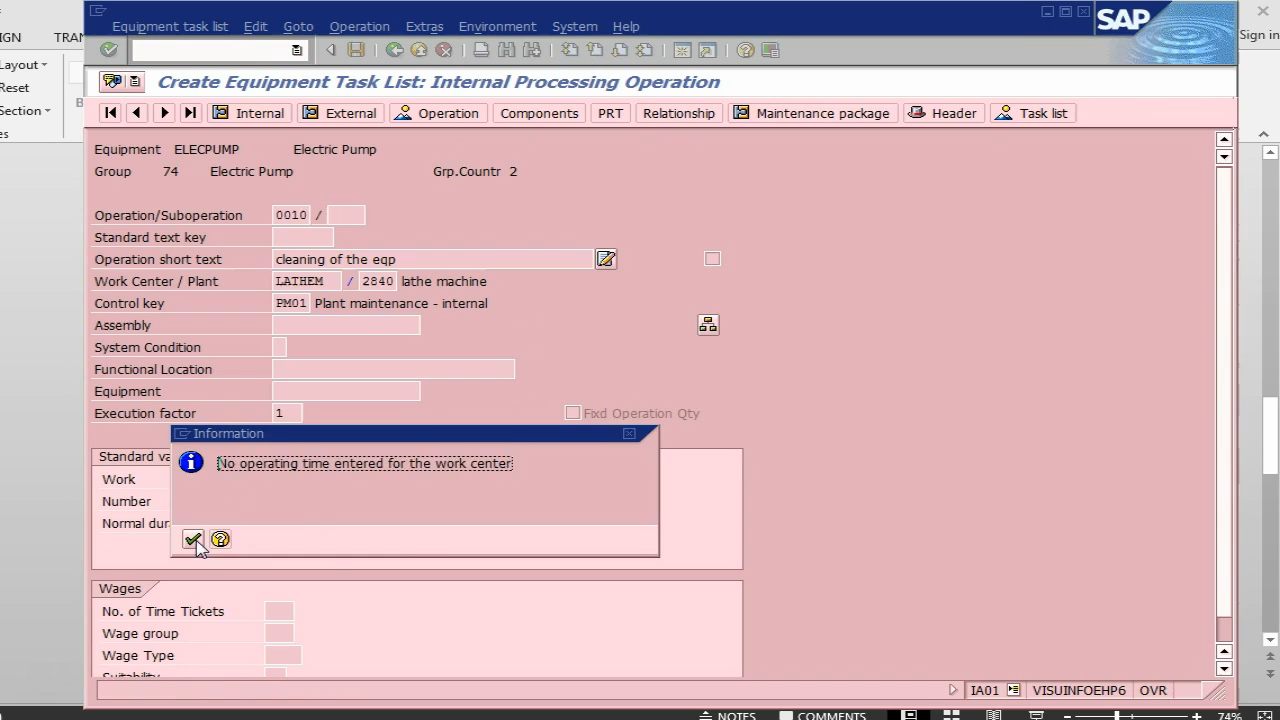 Equipment task list Edit Goto Operation Extras Environment System Help
SAP
Sign in
IGN
TRAN
Layout
Reset
Section
es
B
Create Equipment Task List: Internal Processing Operation
Internal External Operation Components PRT Relationship Maintenance package Header Task list
Equipment ELECPUMP Electric Pump
Group 74 Electric Pump Grp.Countr 2
Operation/Suboperation 0010 /
Standard text key
Operation short text cleaning of the eqp
Work Center / Plant LATHEM / 2840 lathe machine
Control key PM01 Plant maintenance - internal
Assembly
System Condition
Functional Location
Equipment
Execution factor 1 Fixd Operation Qty
Information
No operating time entered for the work center
Standard va
Work
Number
Normal dur
Wages
No. of Time Tickets
Wage group
Wage Type
Suitability
IA01 VISUINFOEHP6 OVR
NOTES COMMENTS 74%